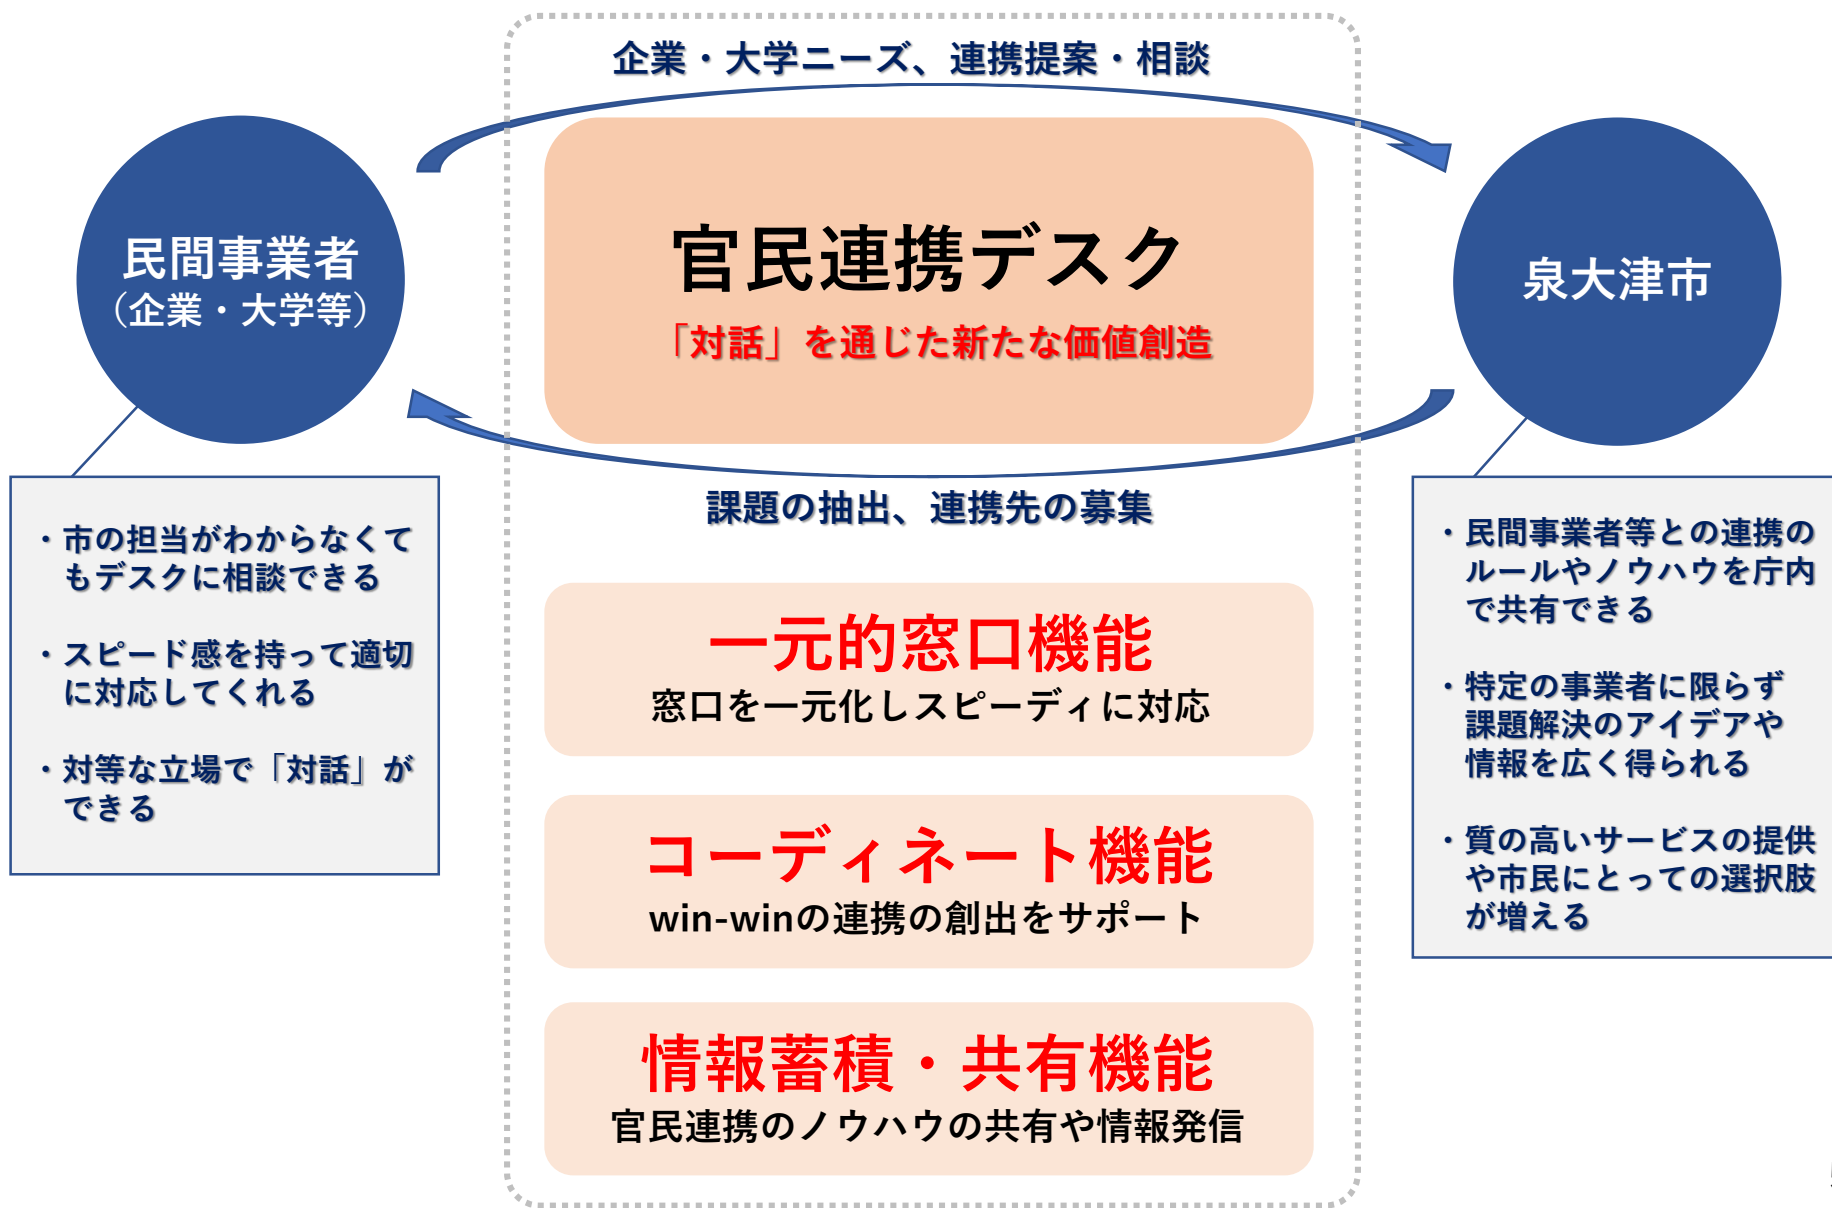 企業・大学ニーズ、連携提案・相談
民間事業者
（企業・大学等）
官民連携デスク
「対話」を通じた新たな価値創造
泉大津市
課題の抽出、連携先の募集
・市の担当がわからなくて
もデスクに相談できる
・スピード感を持って適切
に対応してくれる
・対等な立場で「対話」が
できる
一元的窓口機能
窓口を一元化しスピーディに対応
コーディネート機能
win-winの連携の創出をサポート
情報蓄積・共有機能
官民連携のノウハウの共有や情報発信
・民間事業者等との連携の
ルールやノウハウを庁内
で共有できる
・特定の事業者に限らず
課題解決のアイデアや
情報を広く得られる
・質の高いサービスの提供
や市民にとっての選択肢
が増える